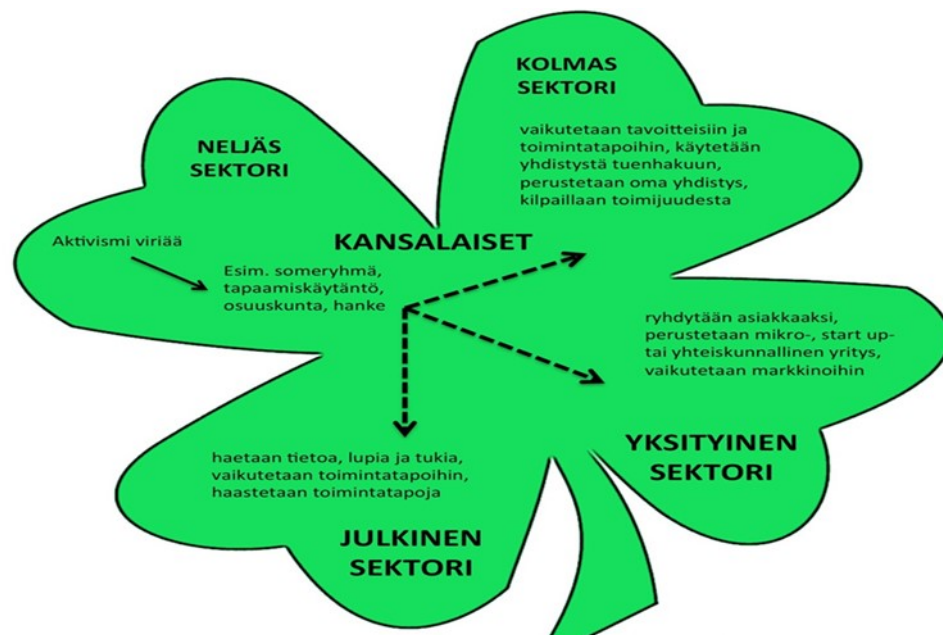 NELJÄS
SEKTORI
Aktivismi viriää
Esim. someryhmä,
tapaamiskäytäntö,
osuuskunta, hanke
KANSALAISET
KOLMAS
SEKTORI
vaikutetaan tavoitteisiin ja
toimintatapoihin, käytetään
yhdistystä tuenhakuun,
perustetaan oma yhdistys,
kilpaillaan toimijuudesta
ryhdytään asiakkaaksi,
perustetaan mikro-, start up-
tai yhteiskunnallinen yritys,
vaikutetaan markkinoihin
YKSITYINEN
SEKTORI
haetaan tietoa, lupia ja tukia,
vaikutetaan toimintatapoihin,
haastetaan toimintatapoja
JULKINEN
SEKTORI